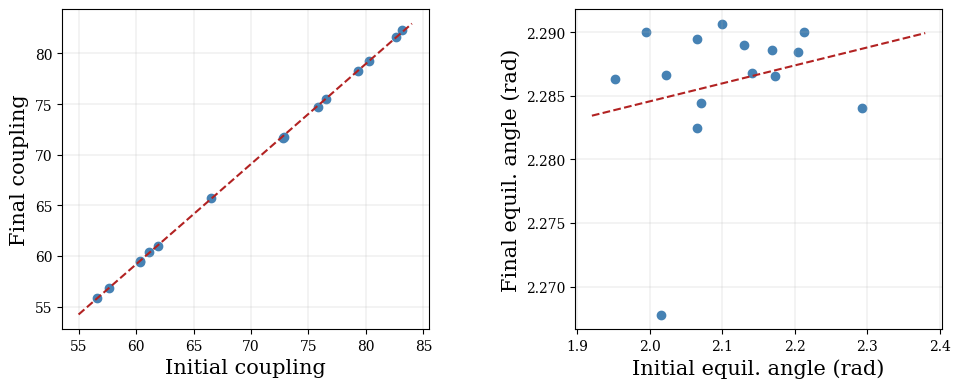 80
75
70
65
60
55
Final coupling
55 60 65 70 75 80 85
Initial coupling
2.290
2.285
2.280
2.275
2.270
Final equil. angle (rad)
1.9 2.0 2.1 2.2 2.3 2.4
Initial equil. angle (rad)